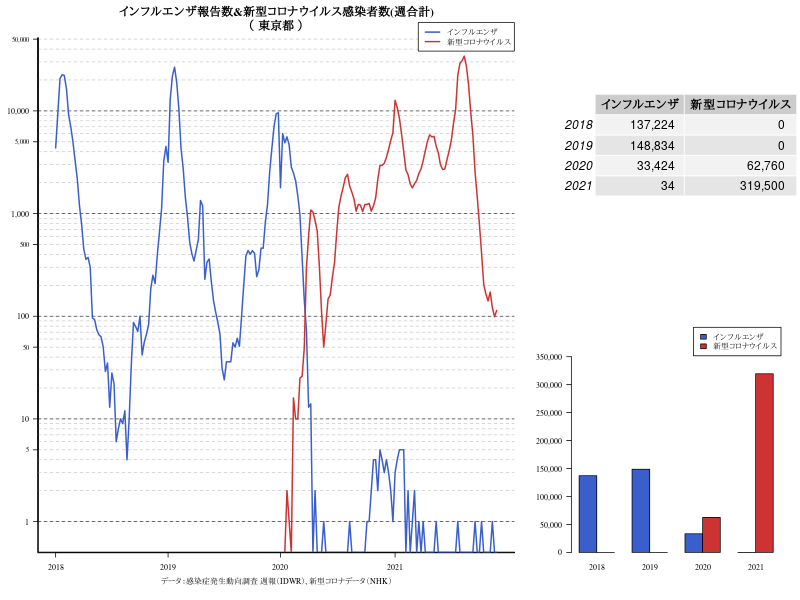 インフルエンザ報告数&新型コロナウイルス感染者数(週合計)
( 東京都 )
インフルエンザ
新型コロナウイルス
50,000
10,000
5,000
1,000
500
100
50
10
5
1
2018
2019
2020
2021
データ:感染症発生動向調査 週報(IDWR)、新型コロナデータ(NHK)
インフルエンザ 新型コロナウイルス
2018 137,224 0
2019 148,834 0
2020 33,424 62,760
2021 34 319,500
インフルエンザ
新型コロナウイルス
350,000
300,000
250,000
200,000
150,000
100,000
50,000
0
2018
2019
2020
2021